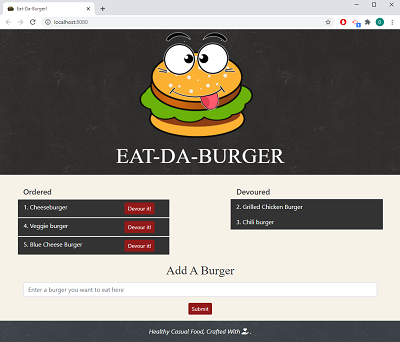 Eat-Da-Burger!
localhost:8080
EAT-DA-BURGER
Ordered
1. Cheeseburger
Devour it!
4. Veggie burger
Devour it!
5. Blue Cheese Burger
Devour it!
Devoured
2. Grilled Chicken Burger
3. Chili burger
Add A Burger
Enter a burger you want to eat here
Submit
Healthy Casual Food, Crafted With .